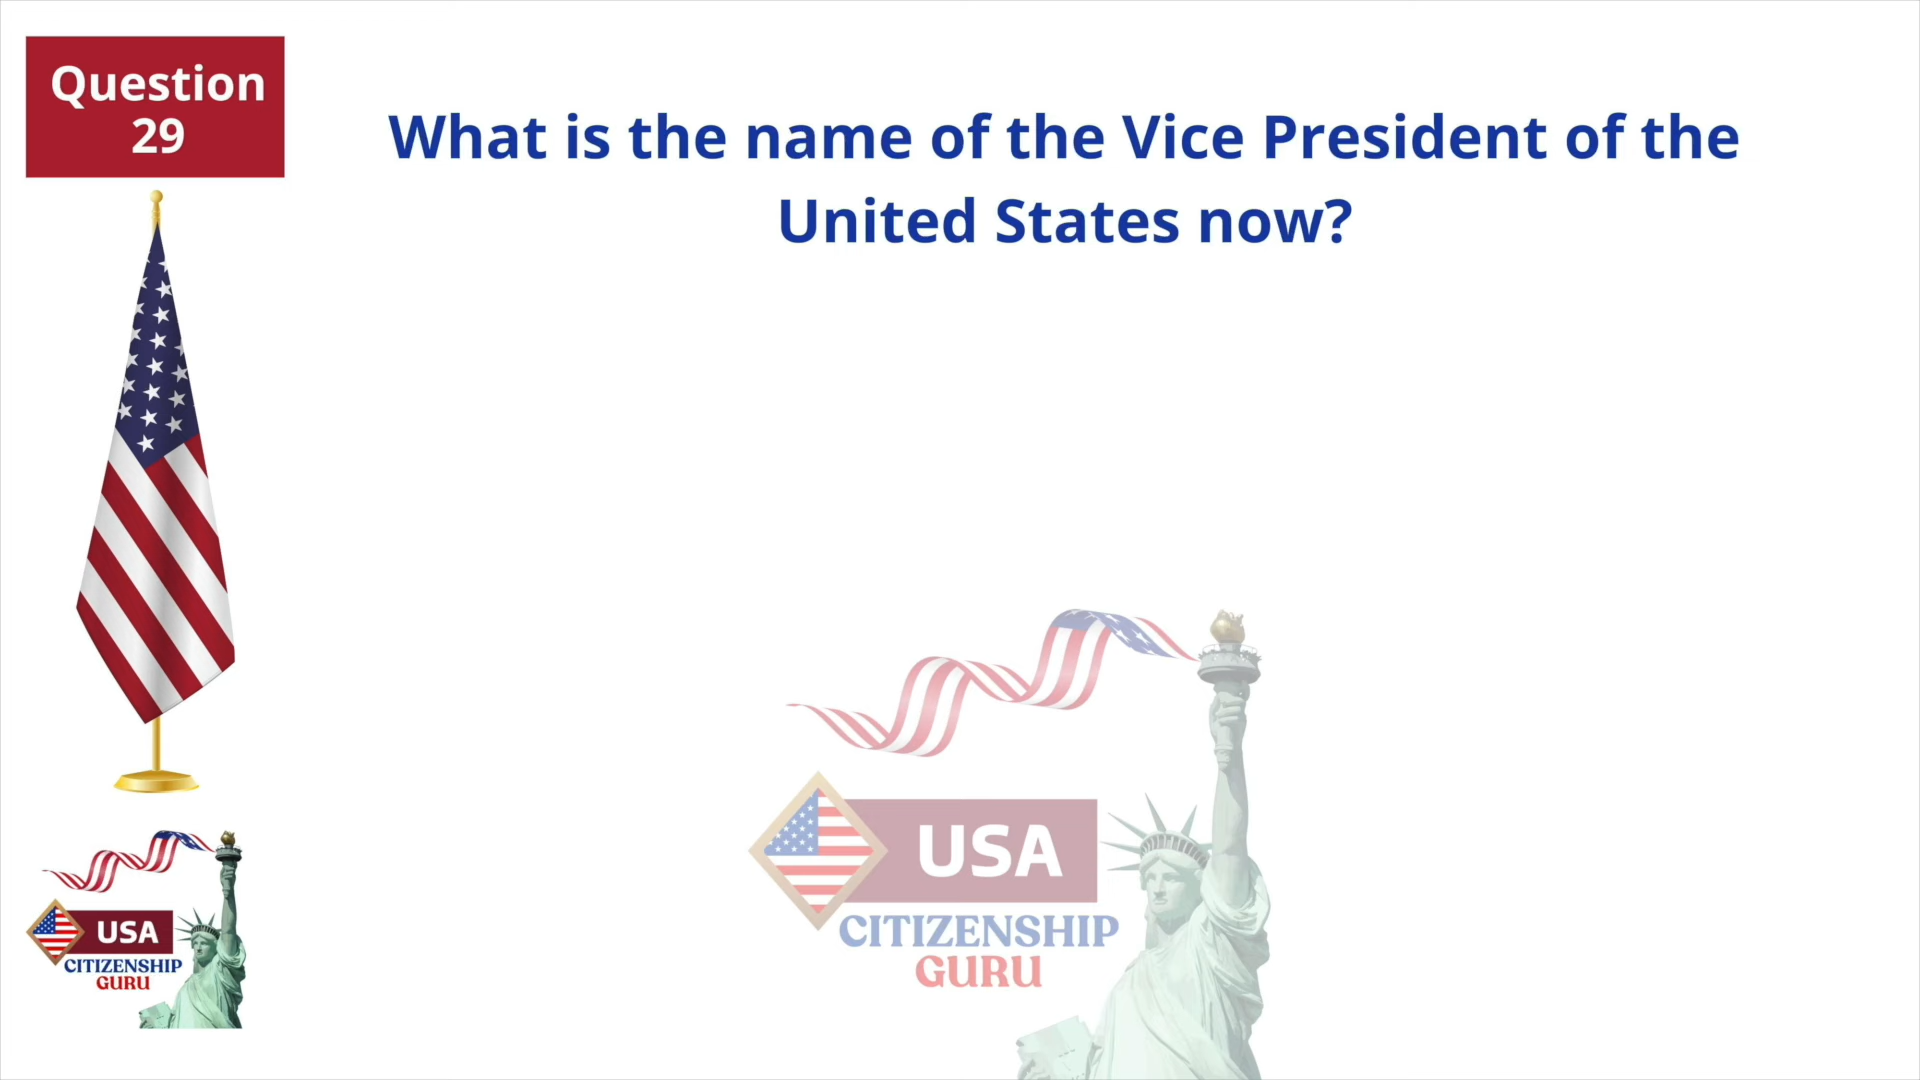 Question
29
What is the name of the Vice President of the
United States now?
USA
CITIZENSHIP
GURU
USA
CITIZENSHIP
GURU